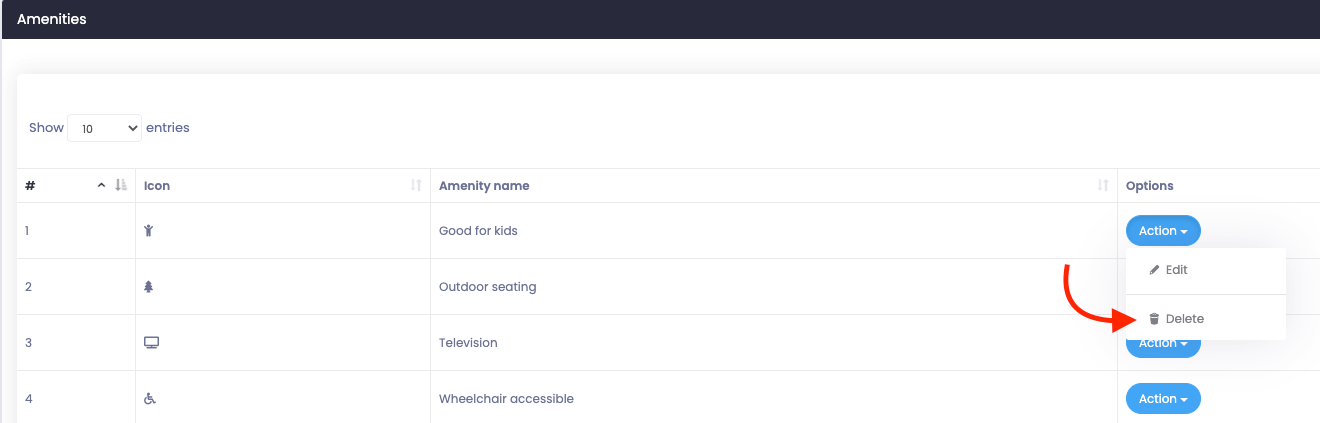 Amenities
Show 10 entries
# Icon Amenity name Options
1 Good for kids Action
Edit
2 Outdoor seating
Delete
3 Television Action
4 Wheelchair accessible Action